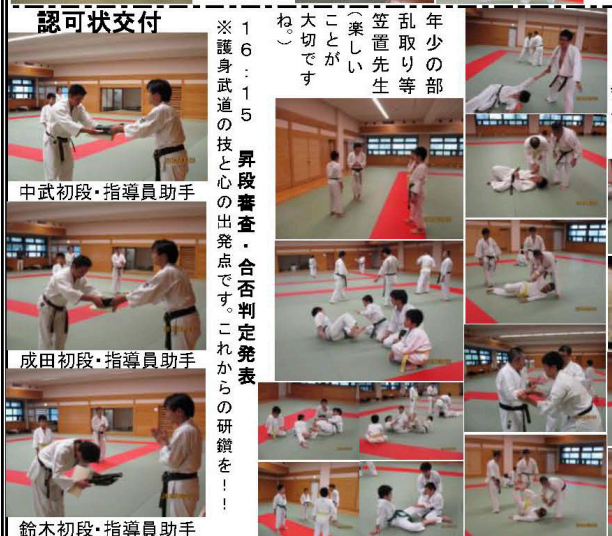 認可状交付
中武初段・指導員助手
成田初段・指導員助手
鈴木初段・指導員助手
年少の部
乱取り等
笠置先生
（楽しい
ことが
大切です
ね。）
16：15　昇段審査・合否判定発表
※護身武道の技と心の出発点です。これからの研鑽を！！